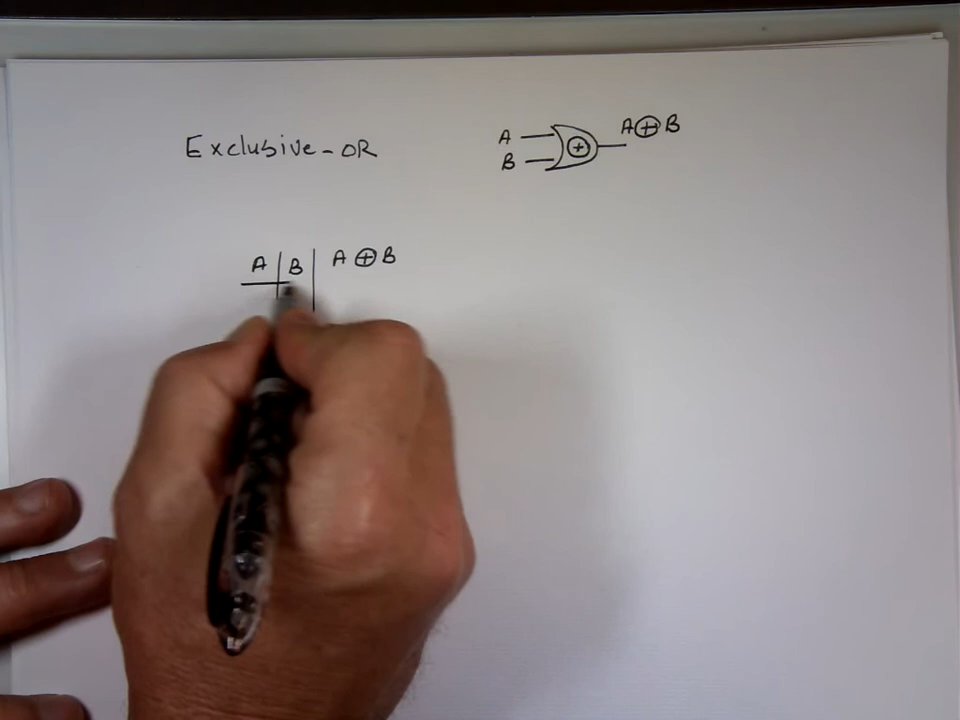 Exclusive-OR
A
B
A ⊕ B
+
A B A ⊕ B